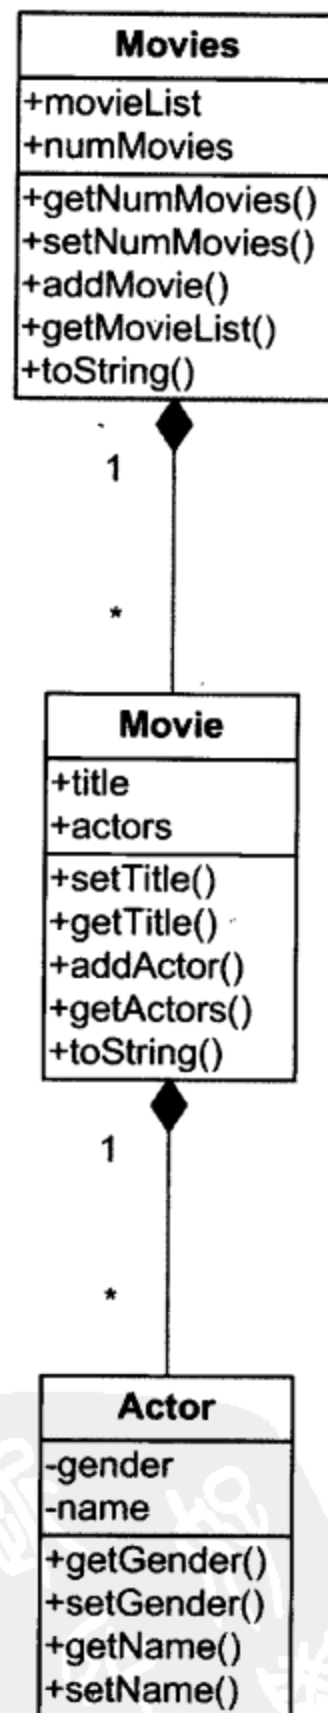 Movies
+movieList
+numMovies
+getNumMovies()
+setNumMovies()
+addMovie()
+getMovieList()
+toString()
1
*
Movie
+title
+actors
+setTitle()
+getTitle()
+addActor()
+getActors()
+toString()
1
*
Actor
-gender
-name
+getGender()
+setGender()
+getName()
+setName()